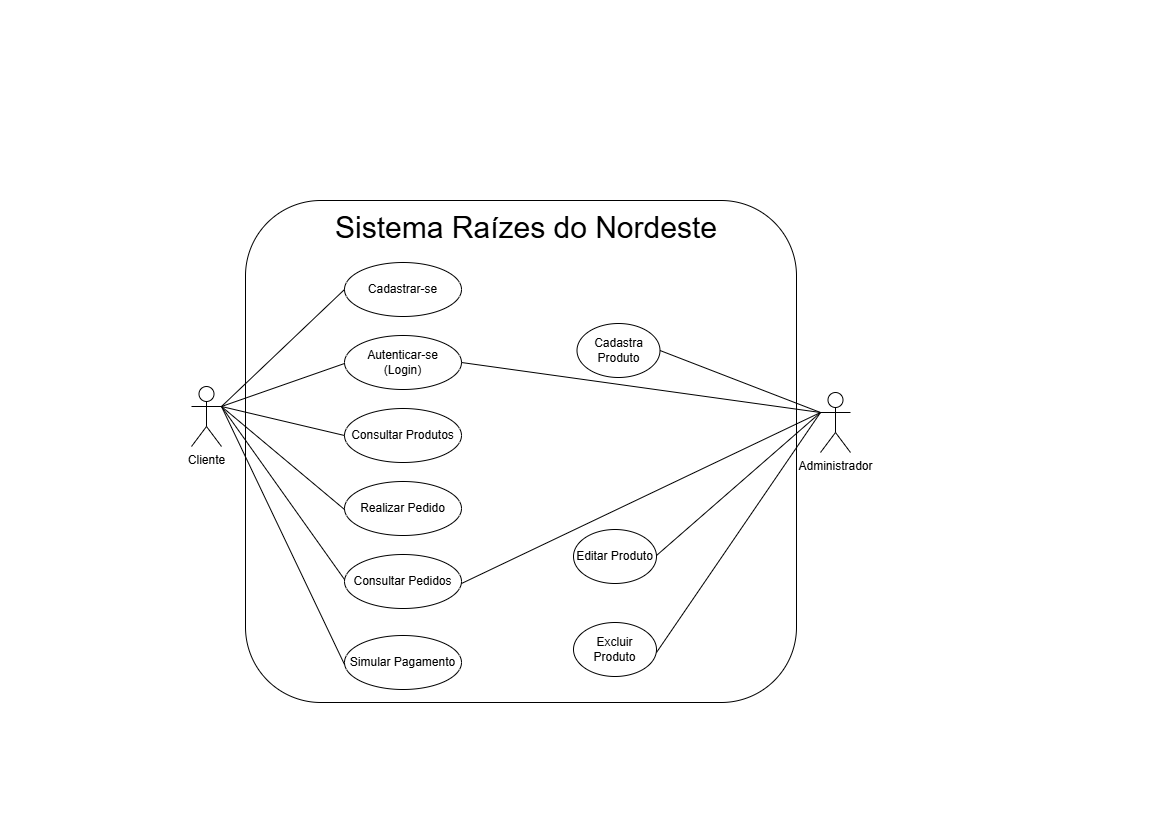 Sistema Raízes do Nordeste
Cadastrar-se
Cadastra
Produto
Autenticar-se
(Login)
Consultar Produtos
Cliente
Administrador
Realizar Pedido
Editar Produto
Consultar Pedidos
Excluir
Produto
Simular Pagamento